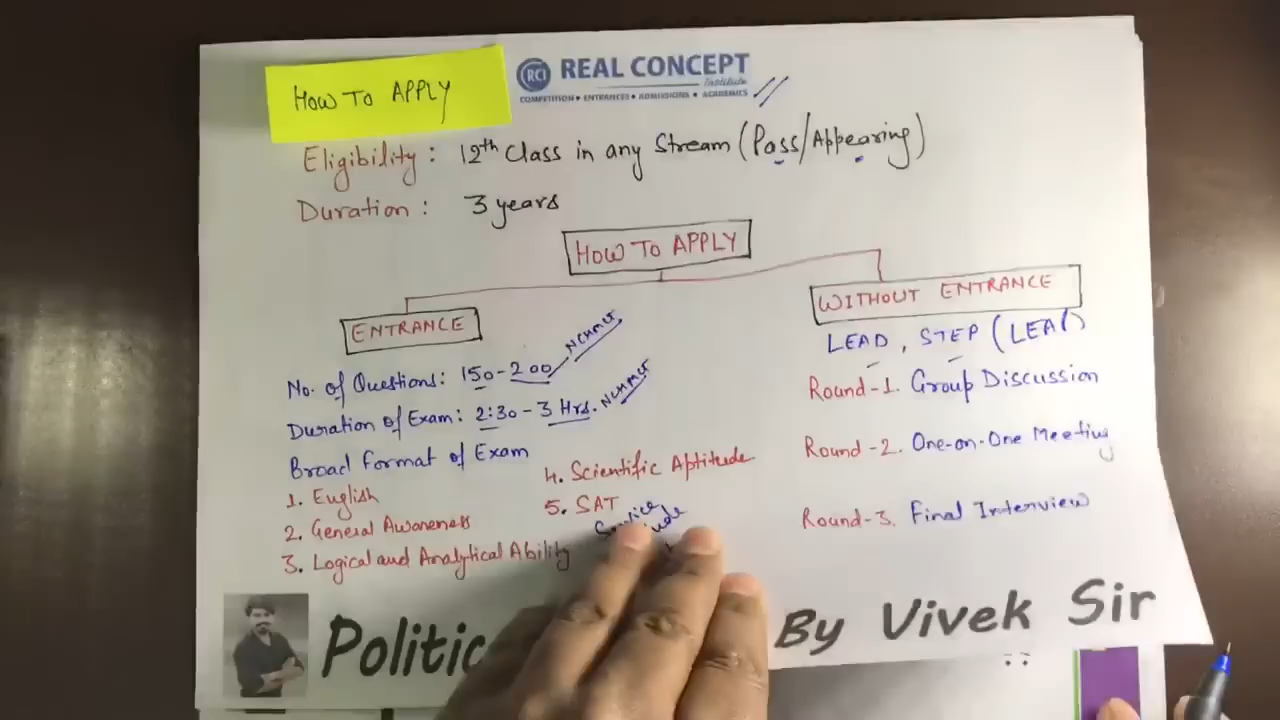 HOW TO APPLY
RCI REAL CONCEPT
Institute
COMPETITION • ENTRANCES • ADMISSIONS • ACADEMICS
Eligibility: 12th Class in any Stream (Pass/Appearing)
Duration: 3 years
HOW TO APPLY
ENTRANCE
No. of Questions: 150-200 NCHMCT
Duration of Exam: 2:30 - 3 Hrs. NCHMCT
Broad Format of Exam
1. English
2. General Awareness
3. Logical and Analytical Ability
4. Scientific Aptitude
5. SAT
Service
WITHOUT ENTRANCE
LEAD, STEP (LEAD
Round-1. Group Discussion
Round-2. One-on-One Meeting
Round-3. Final Interview
Politic
By Vivek Sir